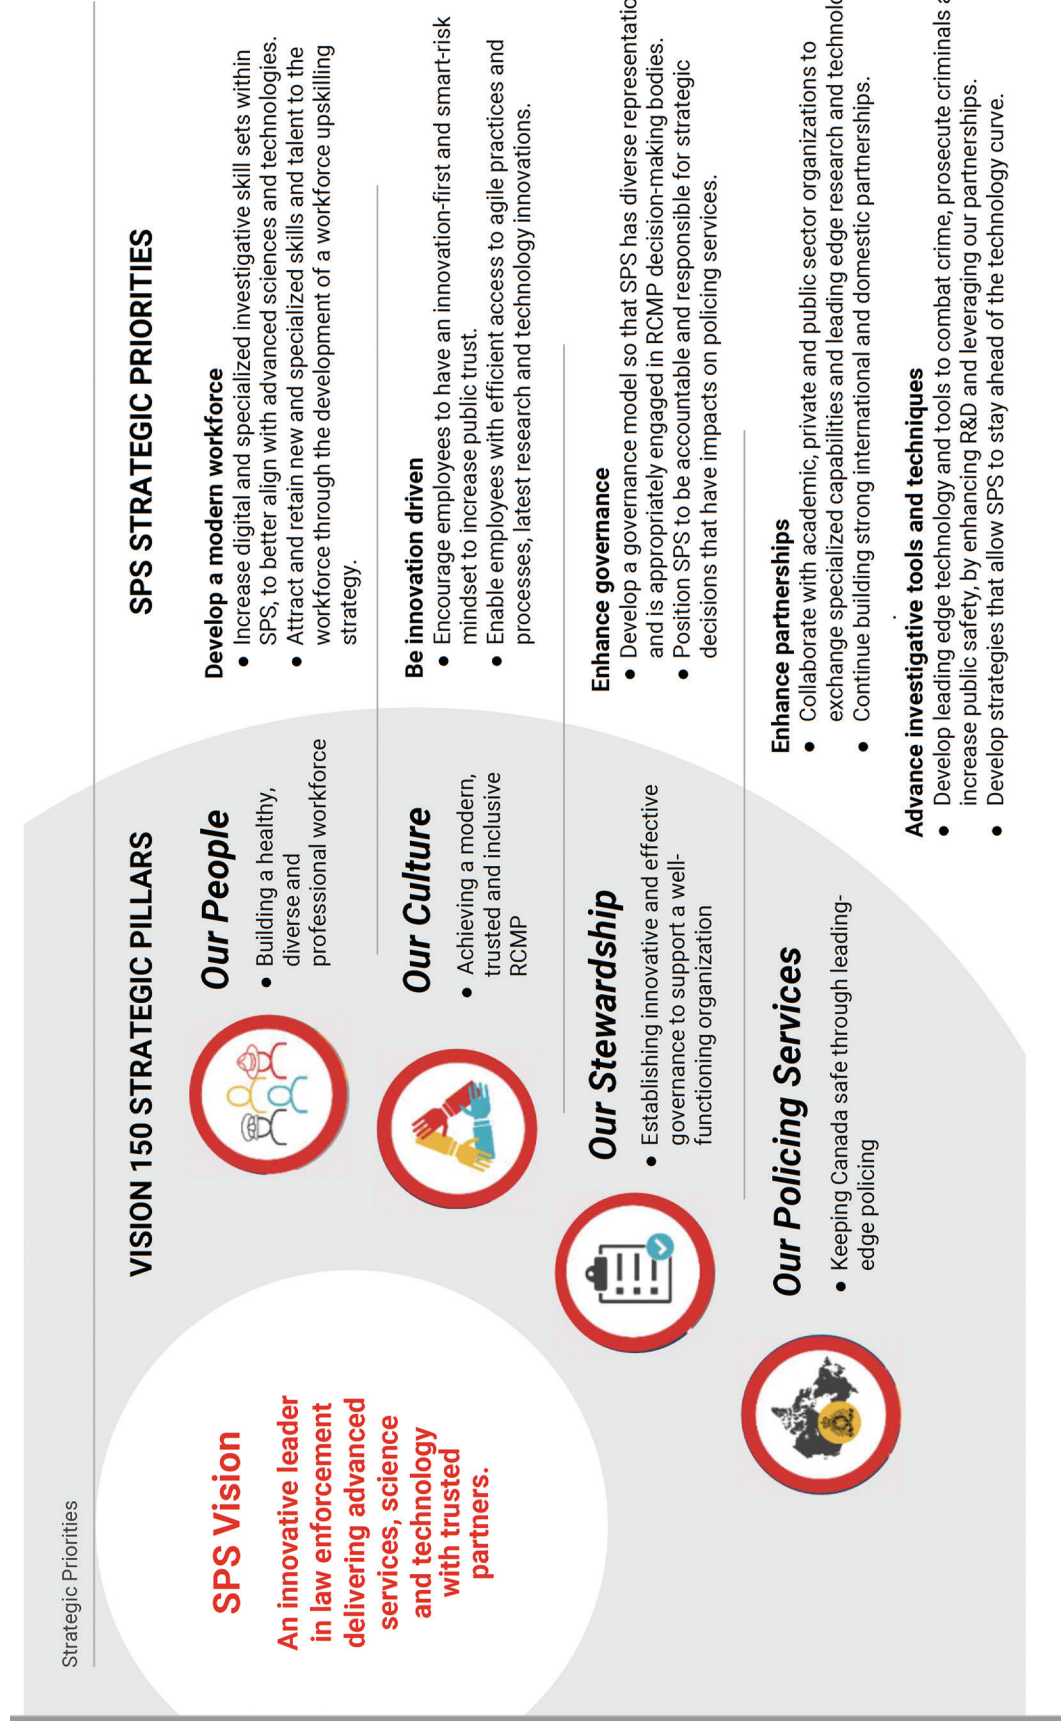 Strategic Priorities
SPS Vision
An innovative leader
in law enforcement
delivering advanced
services, science
and technology
with trusted
partners.
VISION 150 STRATEGIC PILLARS
SPS STRATEGIC PRIORITIES
Our People
• Building a healthy,
diverse and
professional workforce
Develop a modern workforce
• Increase digital and specialized investigative skill sets within
SPS, to better align with advanced sciences and technologies.
• Attract and retain new and specialized skills and talent to the
workforce through the development of a workforce upskilling
strategy.
Our Culture
• Achieving a modern,
trusted and inclusive
RCMP
Be innovation driven
• Encourage employees to have an innovation-first and smart-risk
mindset to increase public trust.
• Enable employees with efficient access to agile practices and
processes, latest research and technology innovations.
Our Stewardship
• Establishing innovative and effective
governance to support a well-
functioning organization
Enhance governance
• Develop a governance model so that SPS has diverse
and is appropriately engaged in RCMP decision-making bodies.
• Position SPS to be accountable and responsible for strategic
decisions that have impacts on policing services.
Our Policing Services
• Keeping Canada safe through leading-
edge policing
Enhance partnerships
• Collaborate with academic, private and public sector organizations to
exchange specialized capabilities and leading edge research and
• Continue building strong international and domestic partnerships.
Advance investigative tools and techniques
• Develop leading edge technology and tools to combat crime, prosecute criminals
increase public safety, by enhancing R&D and leveraging our partnerships.
• Develop strategies that allow SPS to stay ahead of the technology curve.